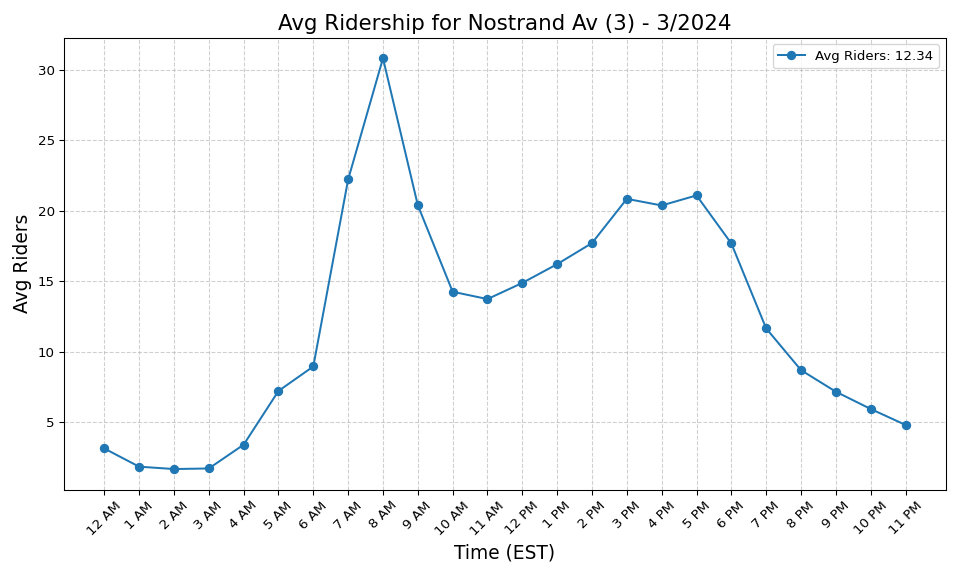 Avg Ridership for Nostrand Av (3) - 3/2024
Avg Riders: 12.34
Avg Riders
30
25
20
15
10
5
12 AM
1 AM
2 AM
3 AM
4 AM
5 AM
6 AM
7 AM
8 AM
9 AM
10 AM
11 AM
12 PM
1 PM
2 PM
3 PM
4 PM
5 PM
6 PM
7 PM
8 PM
9 PM
10 PM
11 PM
Time (EST)